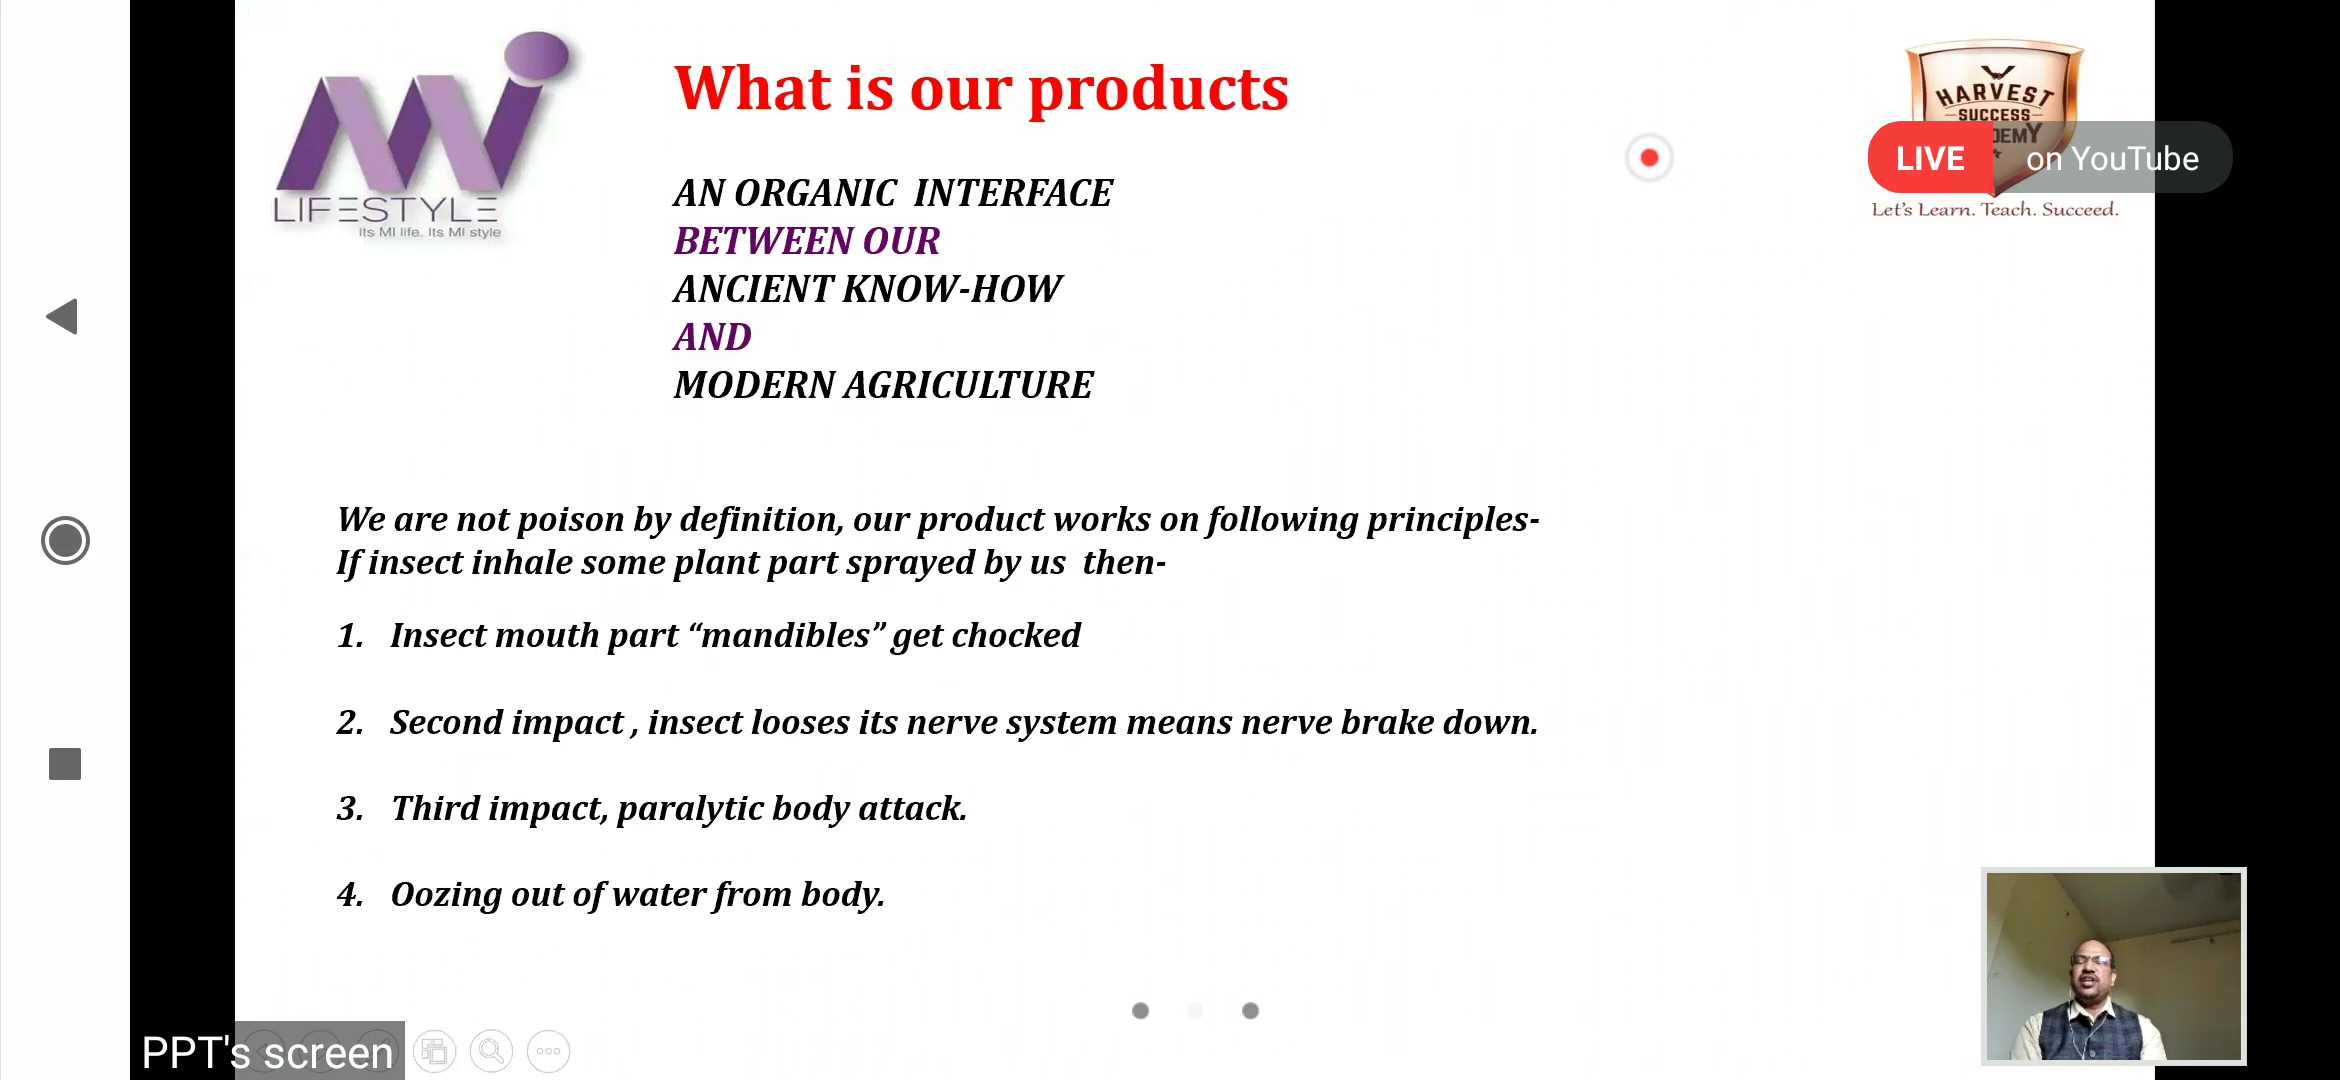 What is our products
LIFESTYLE
Its MI life. Its MI style
HARVEST
SUCCESS
LIVE on YouTube
Let's Learn. Teach. Succeed.
AN ORGANIC INTERFACE
BETWEEN OUR
ANCIENT KNOW-HOW
AND
MODERN AGRICULTURE
We are not poison by definition, our product works on following principles-
If insect inhale some plant part sprayed by us then-
1. Insect mouth part “mandibles” get chocked
2. Second impact , insect looses its nerve system means nerve brake down.
3. Third impact, paralytic body attack.
4. Oozing out of water from body.
PPT's screen